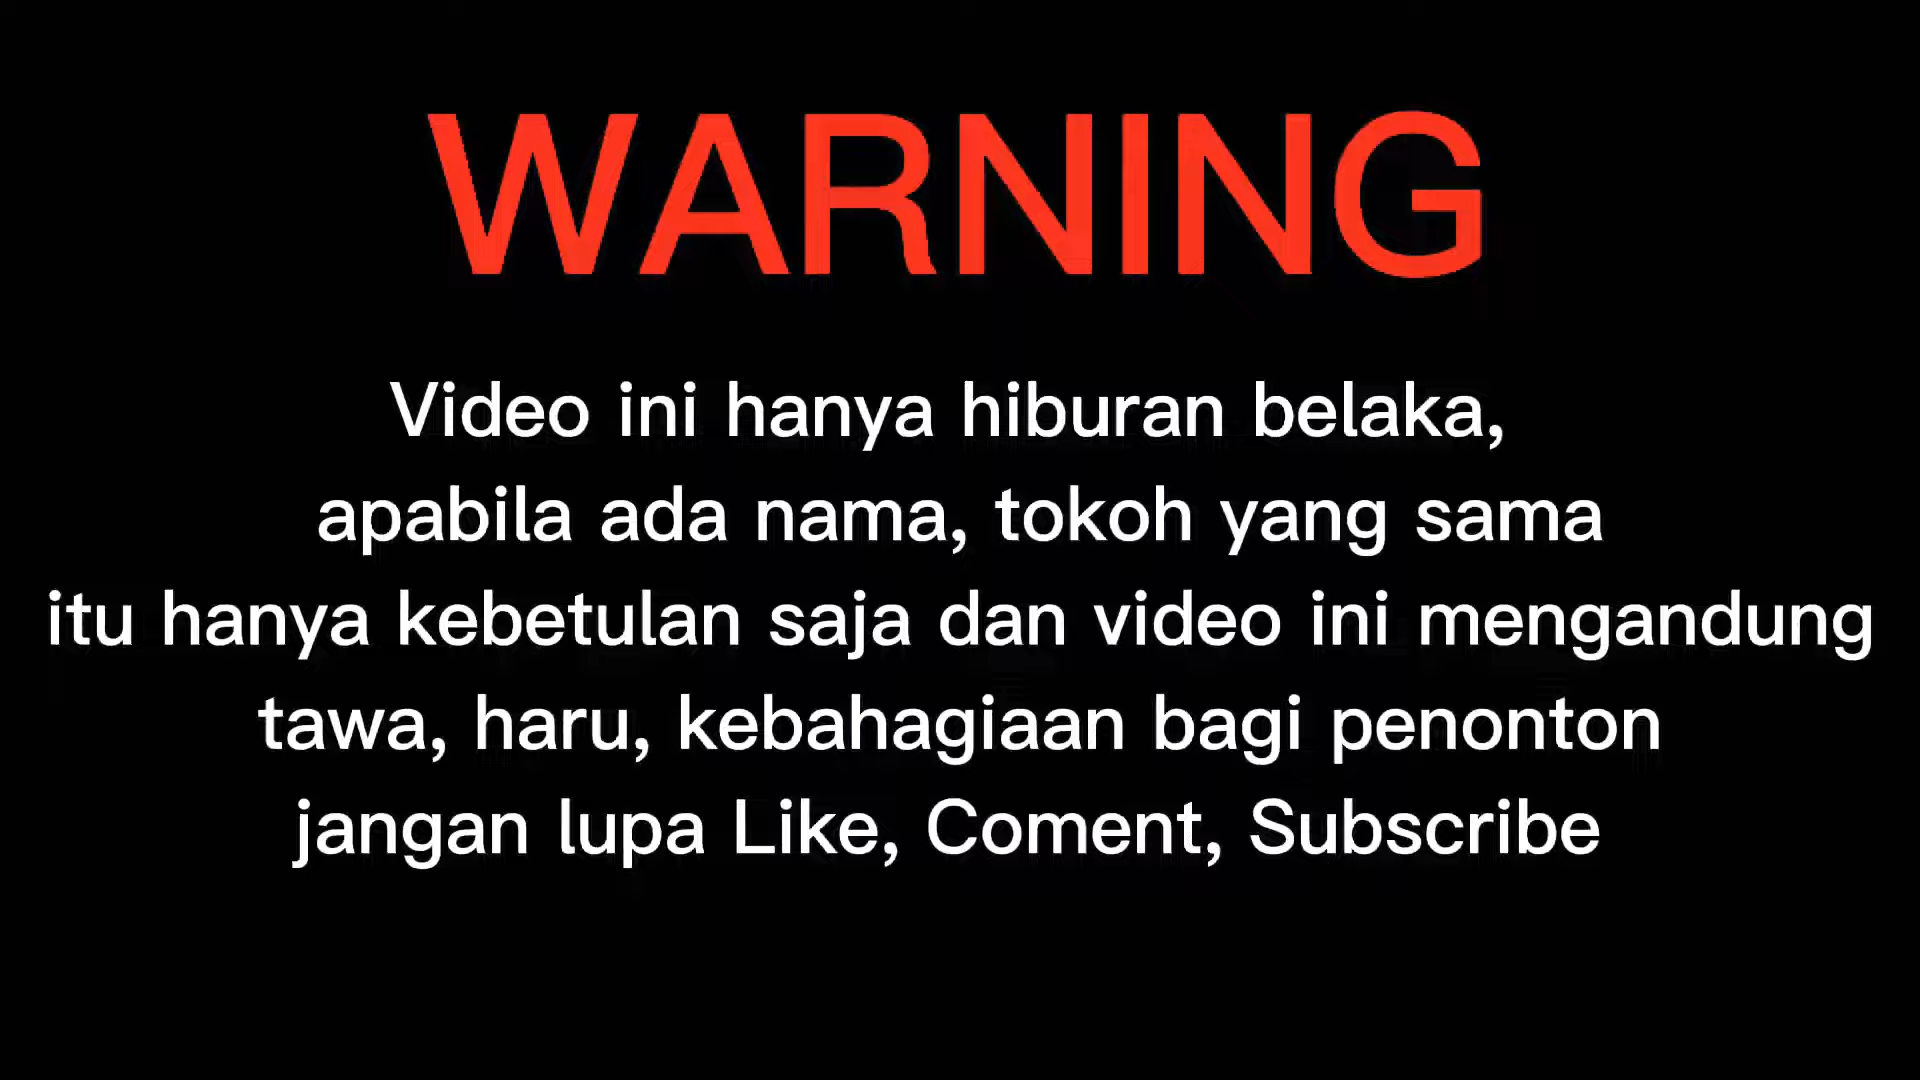 WARNING
Video ini hanya hiburan belaka,
apabila ada nama, tokoh yang sama
itu hanya kebetulan saja dan video ini mengandung
tawa, haru, kebahagiaan bagi penonton
jangan lupa Like, Coment, Subscribe